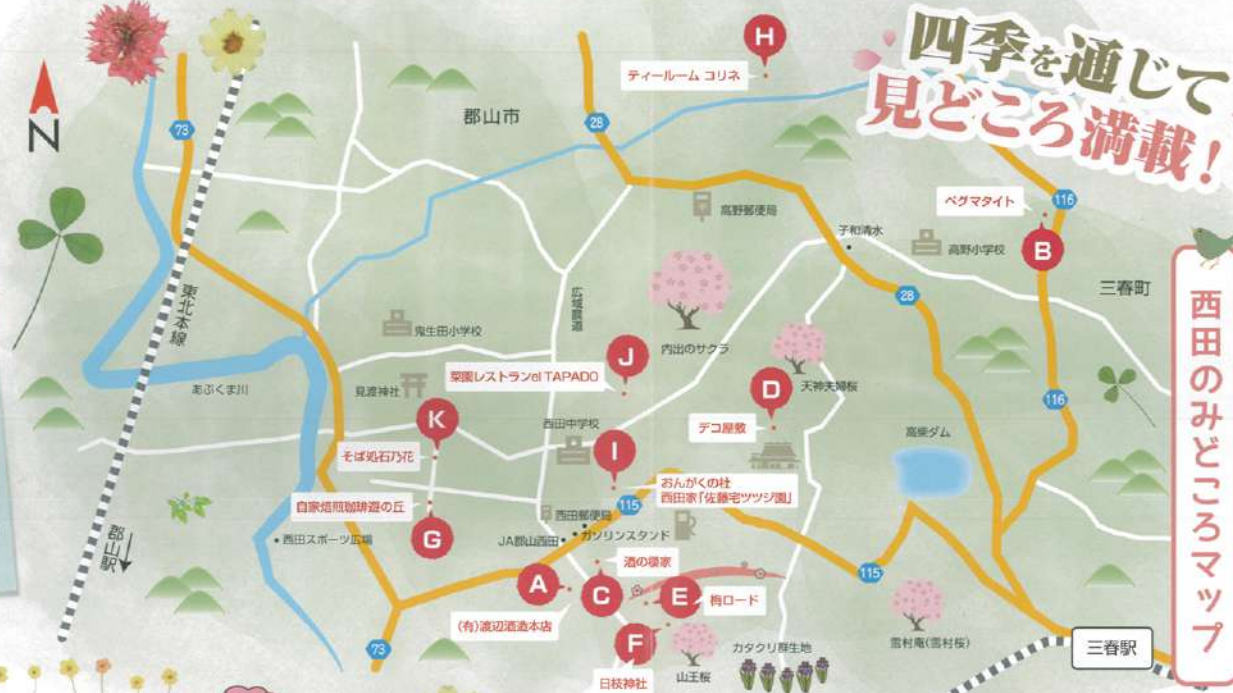 四季を通じて
見どころ満載！
西田のみどころマップ
N
73
H
ティールーム コリネ
郡山市
28
116
ペグマタイト
B
高野郵便局
子和清水
高野小学校
三春町
28
東北本線
広域農道
鬼生田小学校
内出のサクラ
あぶくま川
見渡神社
J
菜園レストランel TAPADO
天神夫婦桜
D
デコ屋敷
116
K
そば処石乃花
西田中学校
I
高柴ダム
おんがくの社
西田家「佐藤宅ツツジ園」
自家焙煎珈琲遊の丘
G
115
西田郵便局
ガソリンスタンド
JA郡山西田
西田スポーツ広場
郡山駅
酒の櫻家
A
C
E
梅ロード
115
(有)渡辺酒造本店
F
日枝神社
山王桜
カタクリ群生地
雪村庵(雪村桜)
三春駅
73